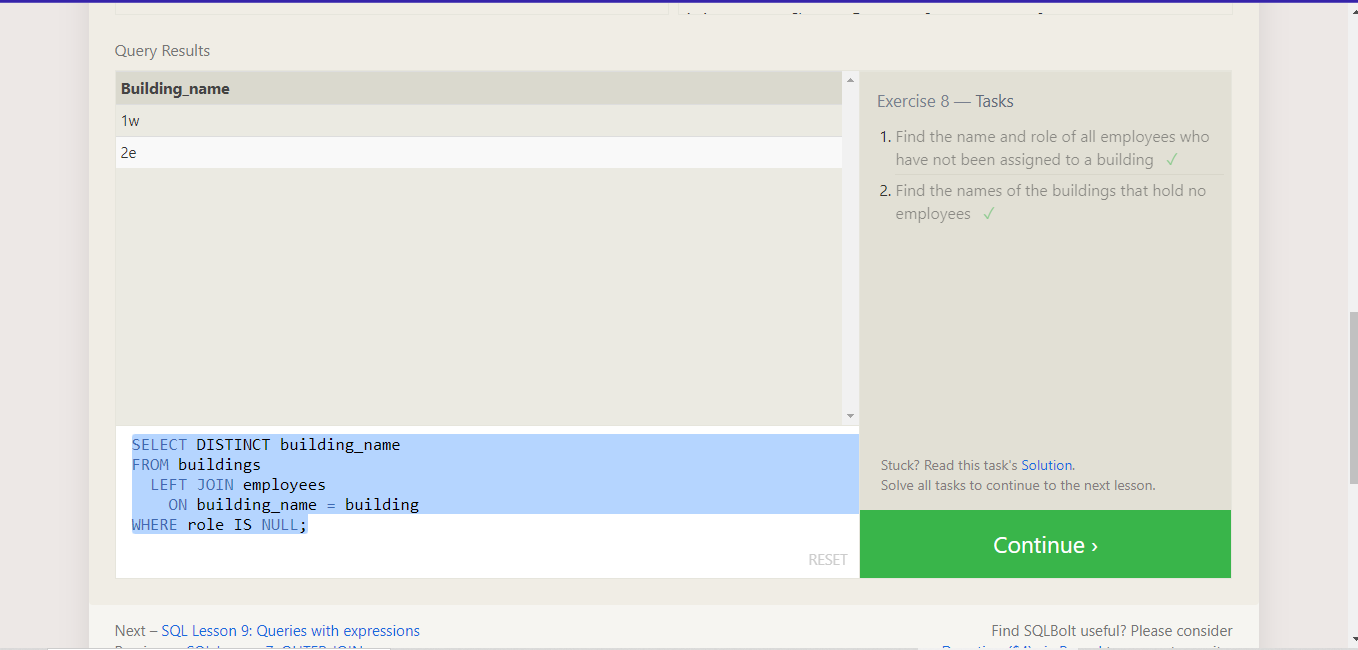 Query Results
Building_name
1w
2e
Exercise 8 — Tasks
1. Find the name and role of all employees who
have not been assigned to a building ✓
2. Find the names of the buildings that hold no
employees ✓
SELECT DISTINCT building_name
FROM buildings
LEFT JOIN employees
ON building_name = building
WHERE role IS NULL;
RESET
Stuck? Read this task's Solution.
Solve all tasks to continue to the next lesson.
Continue ›
Next – SQL Lesson 9: Queries with expressions
Find SQLBolt useful? Please consider